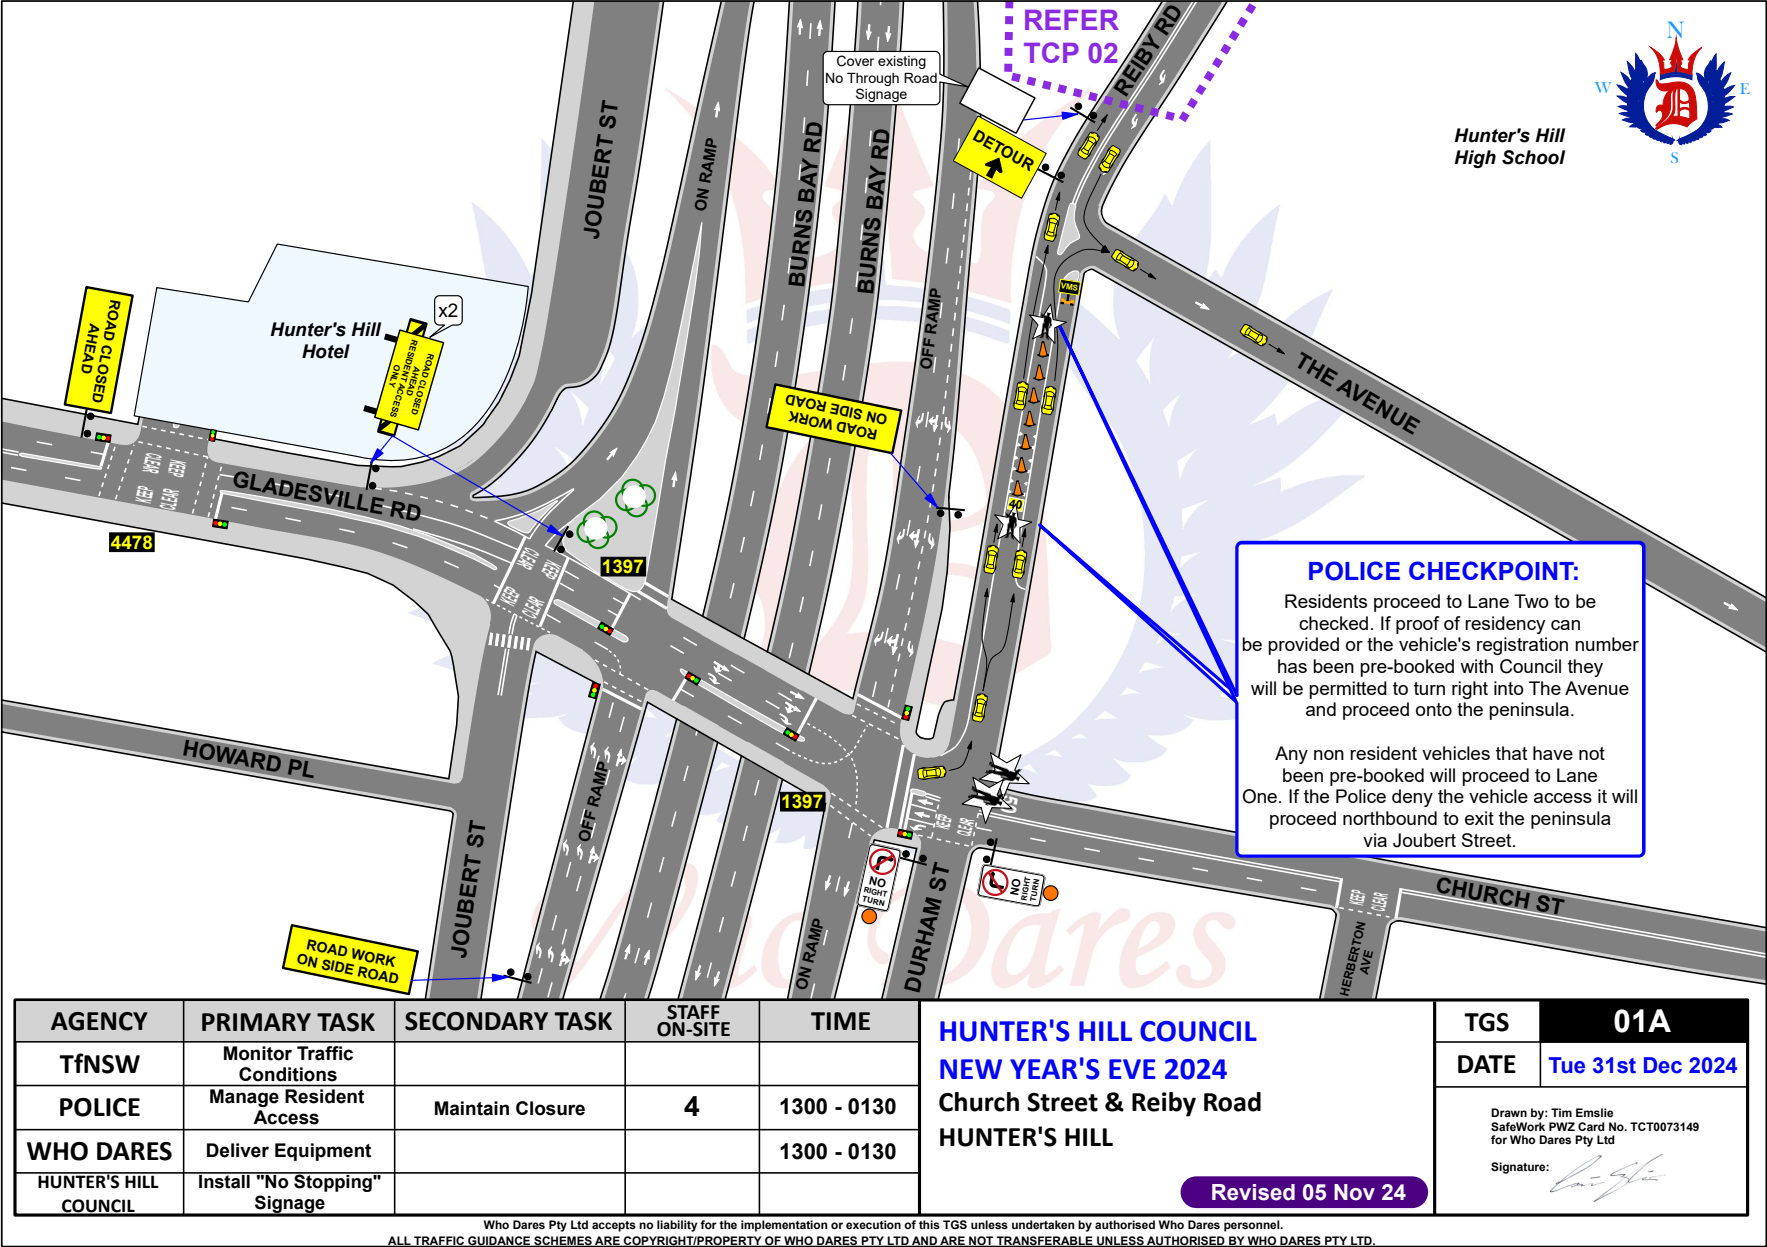 REFER
TCP 02
Cover existing
No Through Road
Signage
REIBY RD
N
W
E
S
D
Hunter's Hill
High School
DETOUR
JOUBERT ST
ON RAMP
BURNS BAY RD
BURNS BAY RD
OFF RAMP
VMS
THE AVENUE
ROAD CLOSED
AHEAD
Hunter's Hill
Hotel
x2
ROAD CLOSED
AHEAD
RESIDENT ACCESS
ONLY
ROAD WORK
ON SIDE ROAD
40
KEEP
CLEAR
KEEP
CLEAR
GLADESVILLE RD
4478
KEEP
CLEAR
KEEP
CLEAR
1397
POLICE CHECKPOINT:
Residents proceed to Lane Two to be
checked. If proof of residency can
be provided or the vehicle's registration number
has been pre-booked with Council they
will be permitted to turn right into The Avenue
and proceed onto the peninsula.
Any non resident vehicles that have not
been pre-booked will proceed to Lane
One. If the Police deny the vehicle access it will
proceed northbound to exit the peninsula
via Joubert Street.
HOWARD PL
OFF RAMP
1397
KEEP
CLEAR
NO
RIGHT
TURN
NO
RIGHT
TURN
JOUBERT ST
ON RAMP
DURHAM ST
CHURCH ST
KEEP
CLEAR
HERBERTON
AVE
ROAD WORK
ON SIDE ROAD
Who Dares
AGENCY PRIMARY TASK SECONDARY TASK STAFF ON-SITE TIME
TfNSW Monitor Traffic Conditions
POLICE Manage Resident Access Maintain Closure 4 1300 - 0130
WHO DARES Deliver Equipment 1300 - 0130
HUNTER'S HILL COUNCIL Install "No Stopping" Signage
HUNTER'S HILL COUNCIL
NEW YEAR'S EVE 2024
Church Street & Reiby Road
HUNTER'S HILL
Revised 05 Nov 24
TGS 01A
DATE Tue 31st Dec 2024
Drawn by: Tim Emslie
SafeWork PWZ Card No. TCT0073149
for Who Dares Pty Ltd
Signature:
Who Dares Pty Ltd accepts no liability for the implementation or execution of this TGS unless undertaken by authorised Who Dares personnel.
ALL TRAFFIC GUIDANCE SCHEMES ARE COPYRIGHT/PROPERTY OF WHO DARES PTY LTD AND ARE NOT TRANSFERABLE UNLESS AUTHORISED BY WHO DARES PTY LTD.